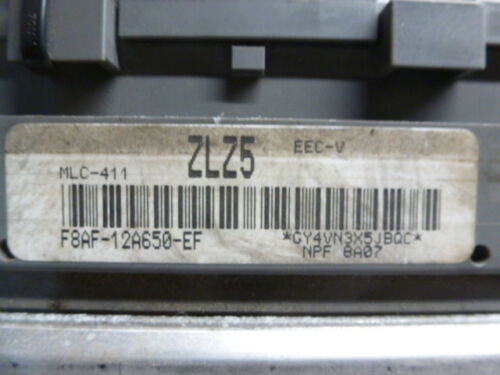 ZLZ5 EEC-V
MLC-411
F8AF-12A650-EF *GY4VN3X5JBQC*
NPF 8A07